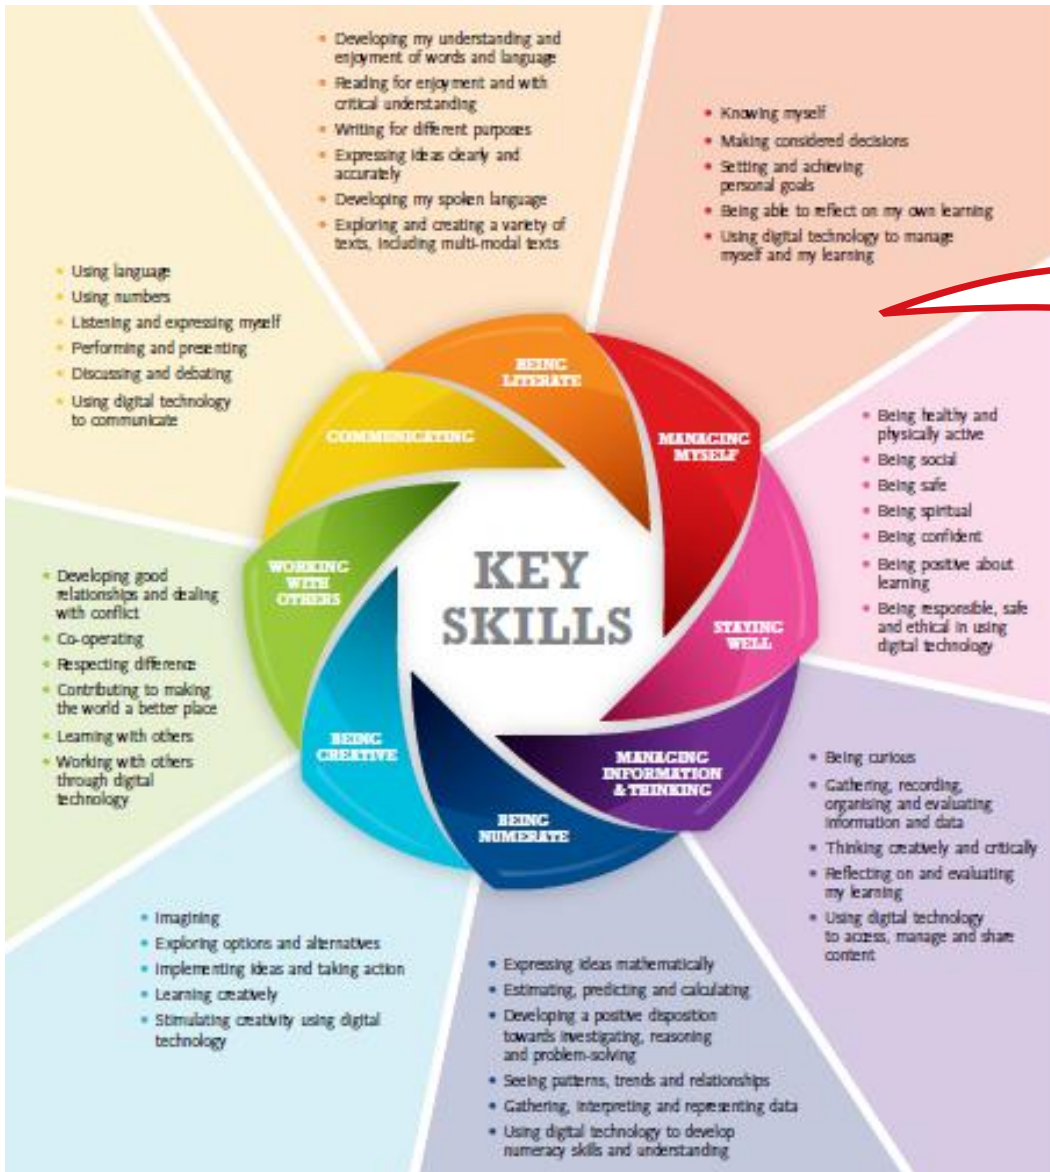 • Developing my understanding and
enjoyment of words and language
• Reading for enjoyment and with
critical understanding
• Writing for different purposes
• Expressing ideas clearly and
accurately
• Developing my spoken language
• Exploring and creating a variety of
texts, including multi-modal texts
• Knowing myself
• Making considered decisions
• Setting and achieving
personal goals
• Being able to reflect on my own learning
• Using digital technology to manage
myself and my learning
• Using language
• Using numbers
• Listening and expressing myself
• Performing and presenting
• Discussing and debating
• Using digital technology
to communicate
BEING
LITERATE
COMMUNICATING
MANAGING
MYSELF
• Being healthy and
physically active
• Being social
• Being safe
• Being spiritual
• Being confident
• Being positive about
learning
• Being responsible, safe
and ethical in using
digital technology
KEY
SKILLS
WORKING
WITH
OTHERS
• Developing good
relationships and dealing
with conflict
• Co-operating
• Respecting difference
• Contributing to making
the world a better place
• Learning with others
• Working with others
through digital
technology
STAYING
WELL
BEING
CREATIVE
MANAGING
INFORMATION
& THINKING
BEING
NUMERATE
• Being curious
• Gathering, recording,
organising and evaluating
information and data
• Thinking creatively and critically
• Reflecting on and evaluating
my learning
• Using digital technology
to access, manage and share
content
• Imagining
• Exploring options and alternatives
• Implementing ideas and taking action
• Learning creatively
• Stimulating creativity using digital
technology
• Expressing ideas mathematically
• Estimating, predicting and calculating
• Developing a positive disposition
towards investigating, reasoning
and problem-solving
• Seeing patterns, trends and relationships
• Gathering, interpreting and representing data
• Using digital technology to develop
numeracy skills and understanding